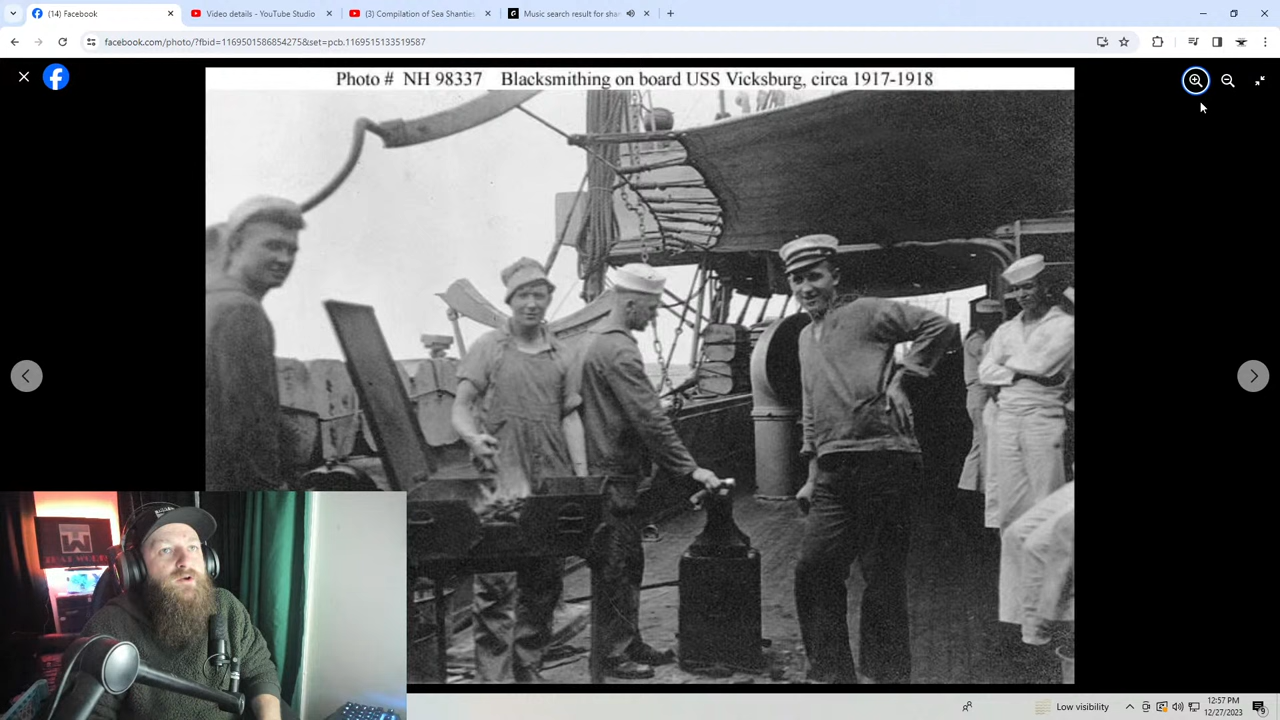 (14) Facebook
Video details - YouTube Studio
(3) Compilation of Sea Shanties
Music search result for sha
facebook.com/photo/?fbid=1169501586854275&set=pcb.1169515133519587
Photo # NH 98337 Blacksmithing on board USS Vicksburg, circa 1917-1918
Low visibility
12:57 PM
12/27/2023